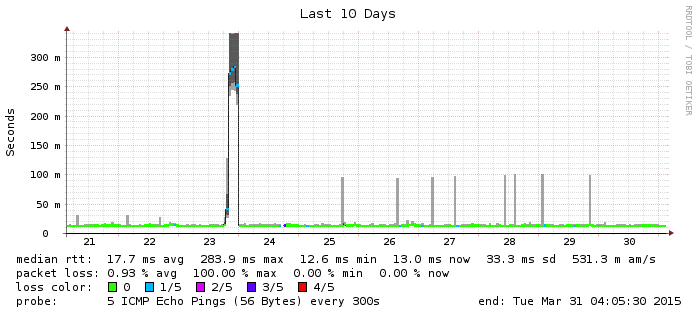 Last 10 Days
RRDTOOL / TOBI OETIKER
Seconds
300 m
250 m
200 m
150 m
100 m
50 m
0
21 22 23 24 25 26 27 28 29 30
median rtt: 17.7 ms avg 283.9 ms max 12.6 ms min 13.0 ms now 33.3 ms sd 531.3 m am/s
packet loss: 0.93 % avg 100.00 % max 0.00 % min 0.00 % now
loss color: 0 1/5 2/5 3/5 4/5
probe: 5 ICMP Echo Pings (56 Bytes) every 300s end: Tue Mar 31 04:05:30 2015